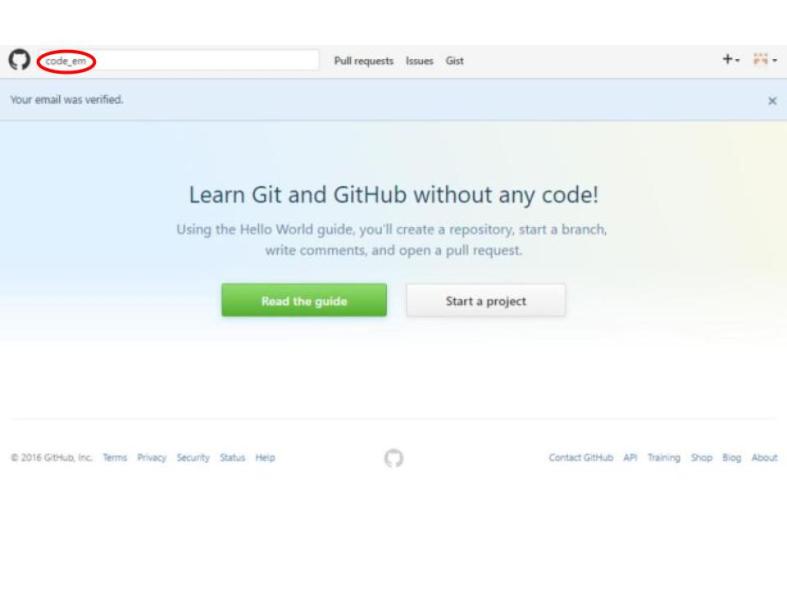 code_em
Pull requests Issues Gist
Your email was verified.
Learn Git and GitHub without any code!
Using the Hello World guide, you'll create a repository, start a branch,
write comments, and open a pull request.
Read the guide
Start a project
© 2016 GitHub, Inc. Terms Privacy Security Status Help
Contact GitHub API Training Shop Blog About